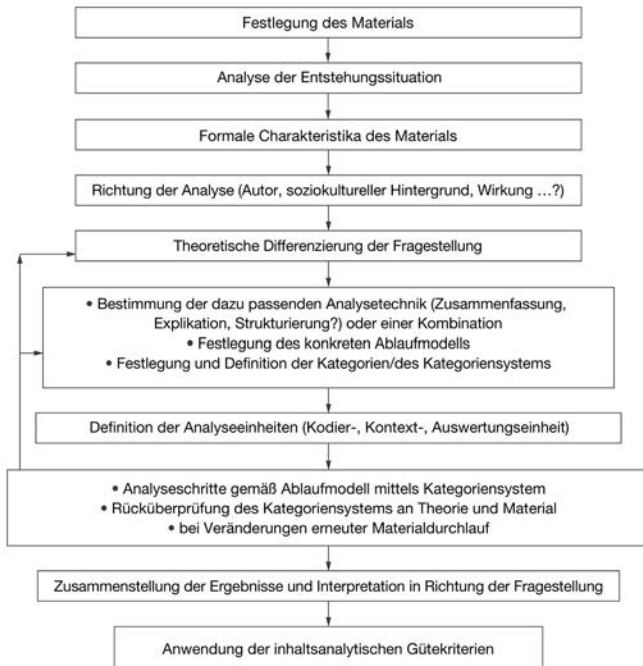 Festlegung des Materials
Analyse der Entstehungssituation
Formale Charakteristika des Materials
Richtung der Analyse (Autor, soziokultureller Hintergrund, Wirkung ...?)
Theoretische Differenzierung der Fragestellung
• Bestimmung der dazu passenden Analysetechnik (Zusammenfassung,
Explikation, Strukturierung?) oder einer Kombination
• Festlegung des konkreten Ablaufmodells
• Festlegung und Definition der Kategorien/des Kategoriensystems
Definition der Analyseeinheiten (Kodier-, Kontext-, Auswertungseinheit)
• Analyseschritte gemäß Ablaufmodell mittels Kategoriensystem
• Rücküberprüfung des Kategoriensystems an Theorie und Material
• bei Veränderungen erneuter Materialdurchlauf
Zusammenstellung der Ergebnisse und Interpretation in Richtung der Fragestellung
Anwendung der inhaltsanalytischen Gütekriterien